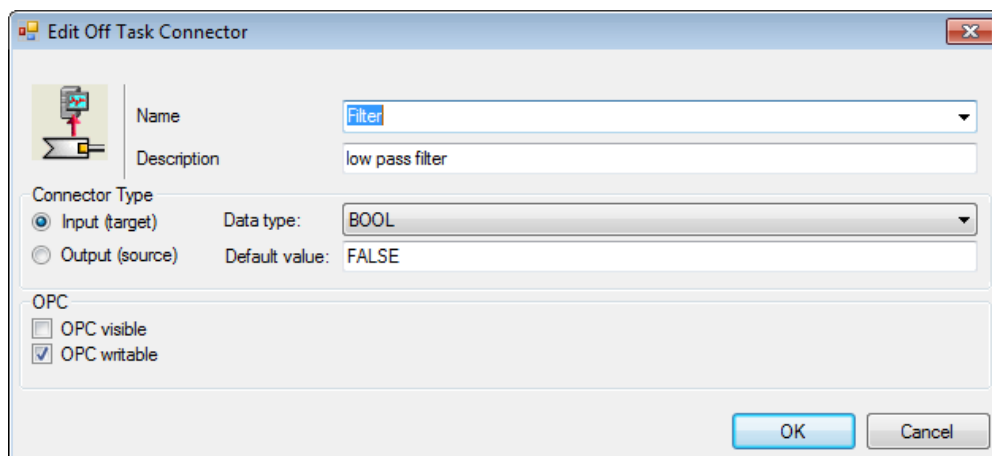 Edit Off Task Connector
Name
Filter
Description
low pass filter
Connector Type
Input (target)
Data type:
BOOL
Output (source)
Default value:
FALSE
OPC
OPC visible
OPC writable
OK
Cancel